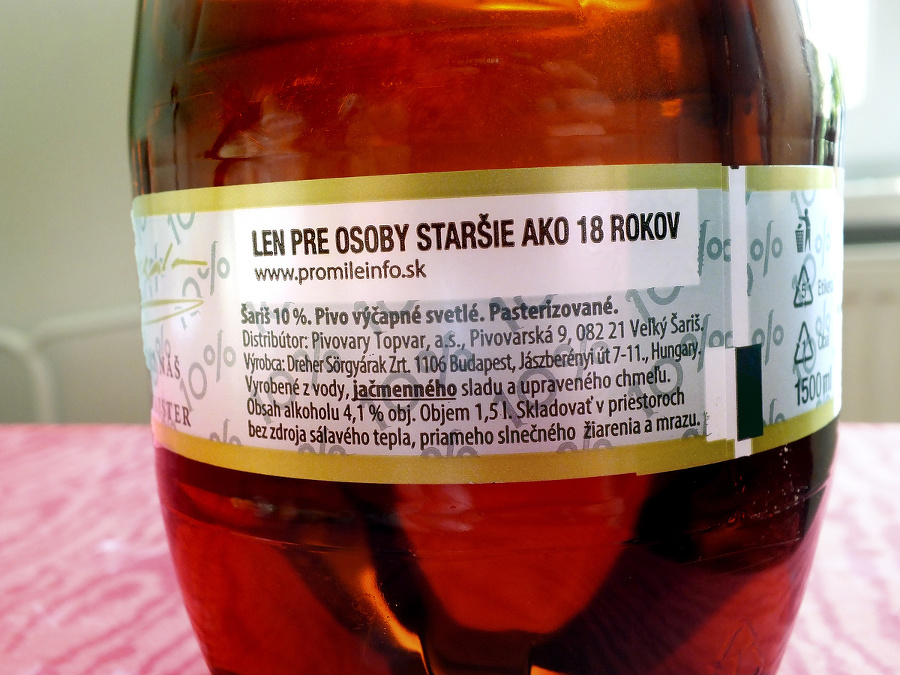 LEN PRE OSOBY STARŠIE AKO 18 ROKOV
www.promileinfo.sk
Šariš 10 %. Pivo výčapné svetlé. Pasterizované.
Distribútor: Pivovary Topvar, a.s., Pivovarská 9, 082 21 Veľký Šariš.
Výrobca: Dreher Sörgyárak Zrt. 1106 Budapest, Jászberényi út 7-11., Hungary.
Vyrobené z vody, jačmenného sladu a upraveného chmeľu.
Obsah alkoholu 4,1 % obj. Objem 1,5 l. Skladovať v priestoroch
bez zdroja sálavého tepla, priameho slnečného žiarenia a mrazu.
10%
1500 ml